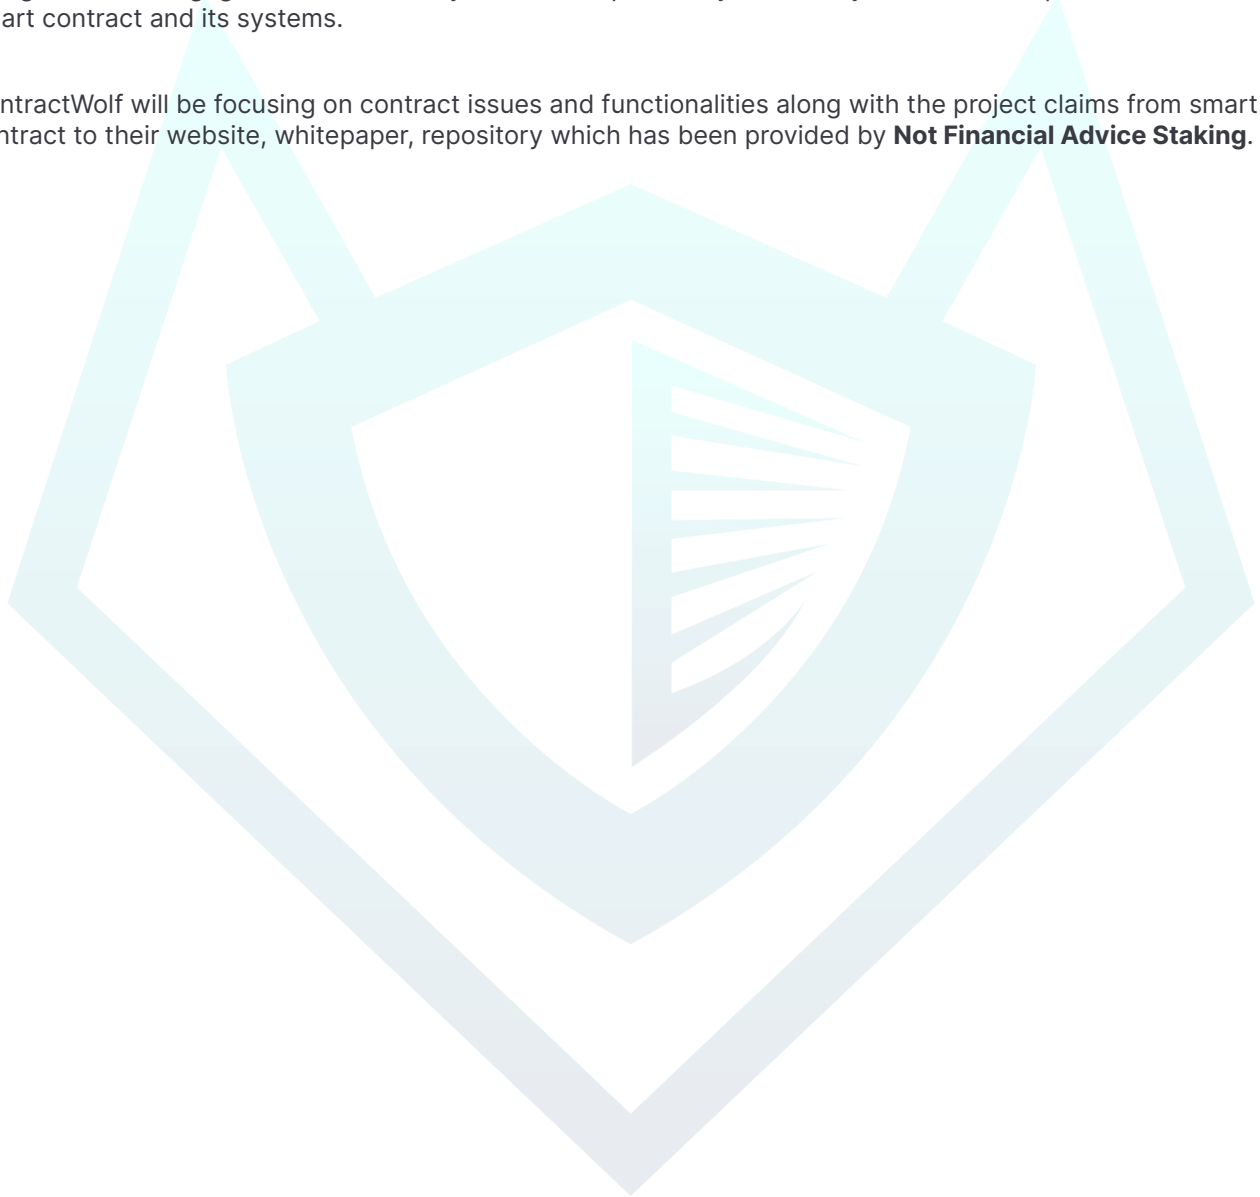 art contract and its systems.
ntractWolf will be focusing on contract issues and functionalities along with the project claims from smart
ntract to their website, whitepaper, repository which has been provided by Not Financial Advice Staking.